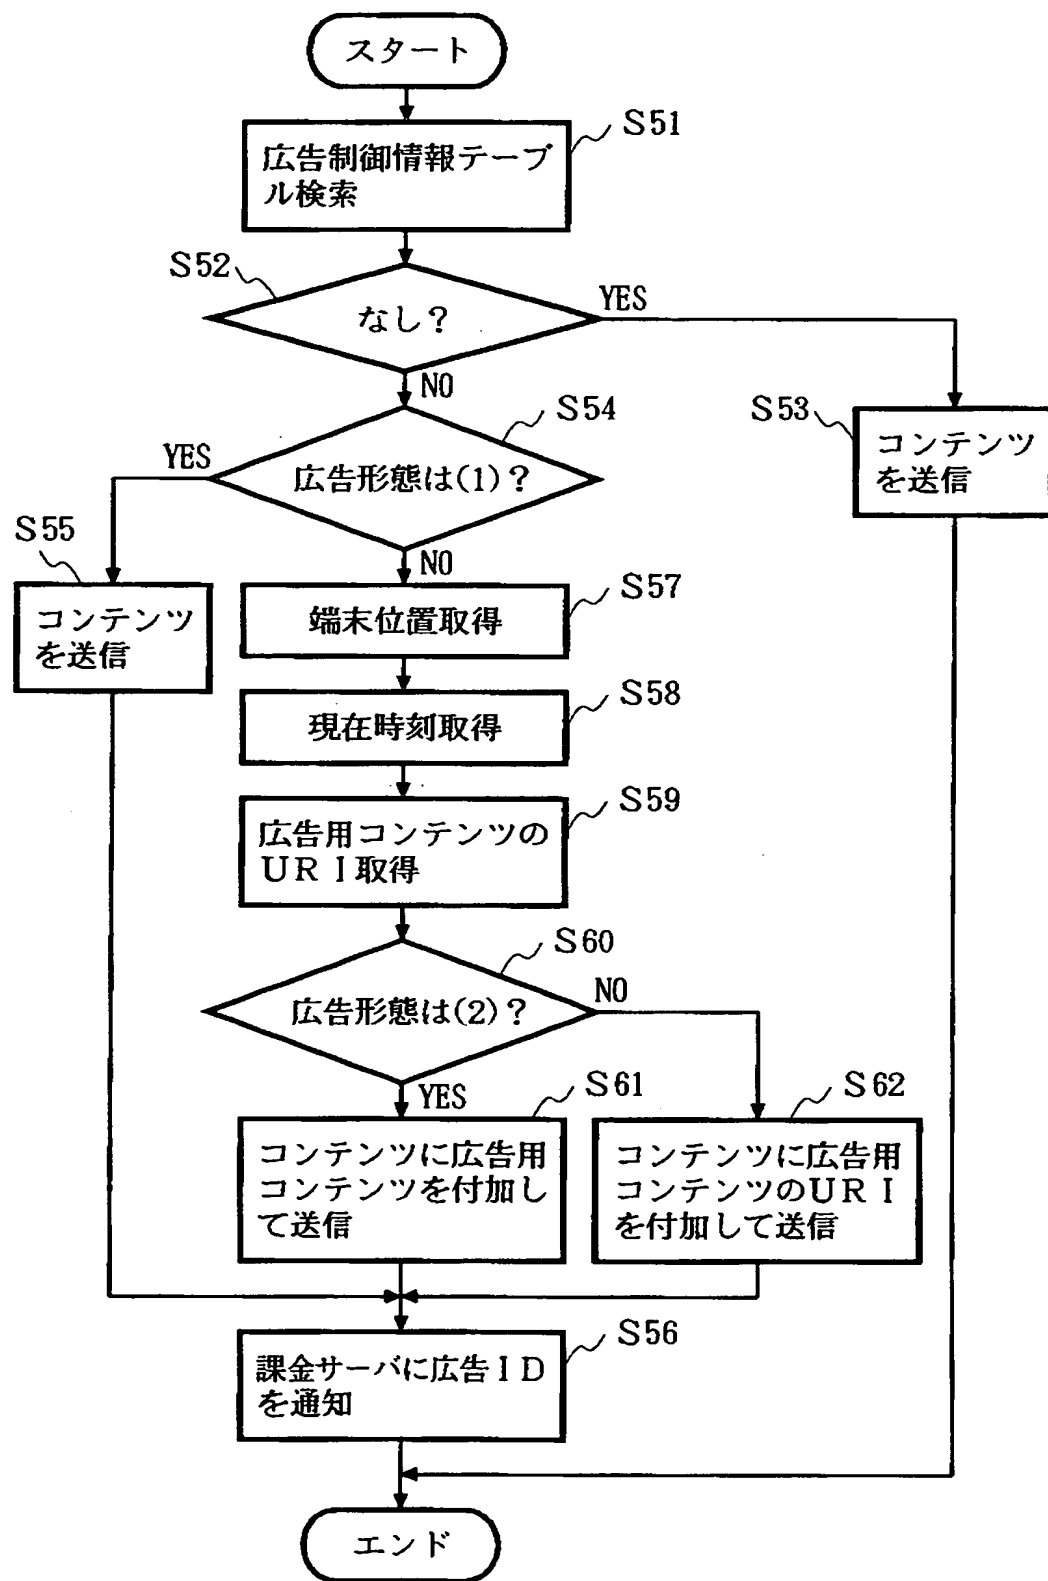 スタート
S51
広告制御情報テーブ
ル検索
S52
なし？
YES
NO
S54
S53
YES
広告形態は(1)？
コンテンツ
を送信
S55
NO
コンテンツ
を送信
S57
端末位置取得
S58
現在時刻取得
S59
広告用コンテンツの
ＵＲＩ取得
S60
広告形態は(2)？
NO
YES
S61
S62
コンテンツに広告用
コンテンツを付加し
て送信
コンテンツに広告用
コンテンツのＵＲＩ
を付加して送信
S56
課金サーバに広告ＩＤ
を通知
エンド